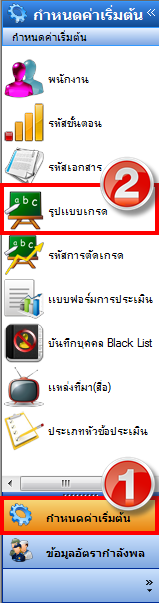 กำหนดค่าเริ่มต้น «
กำหนดค่าเริ่มต้น
พนักงาน
รหัสขั้นตอน
รหัสเอกสาร
2
abc
รูปแบบเกรด
abc
รหัสการตัดเกรด
แบบฟอร์มการประเมิน
บันทึกบุคคล Black List
แหล่งที่มา(สื่อ)
ประเภทหัวข้อประเมิน
1
กำหนดค่าเริ่มต้น
ข้อมูลอัตรากำลังพล
»